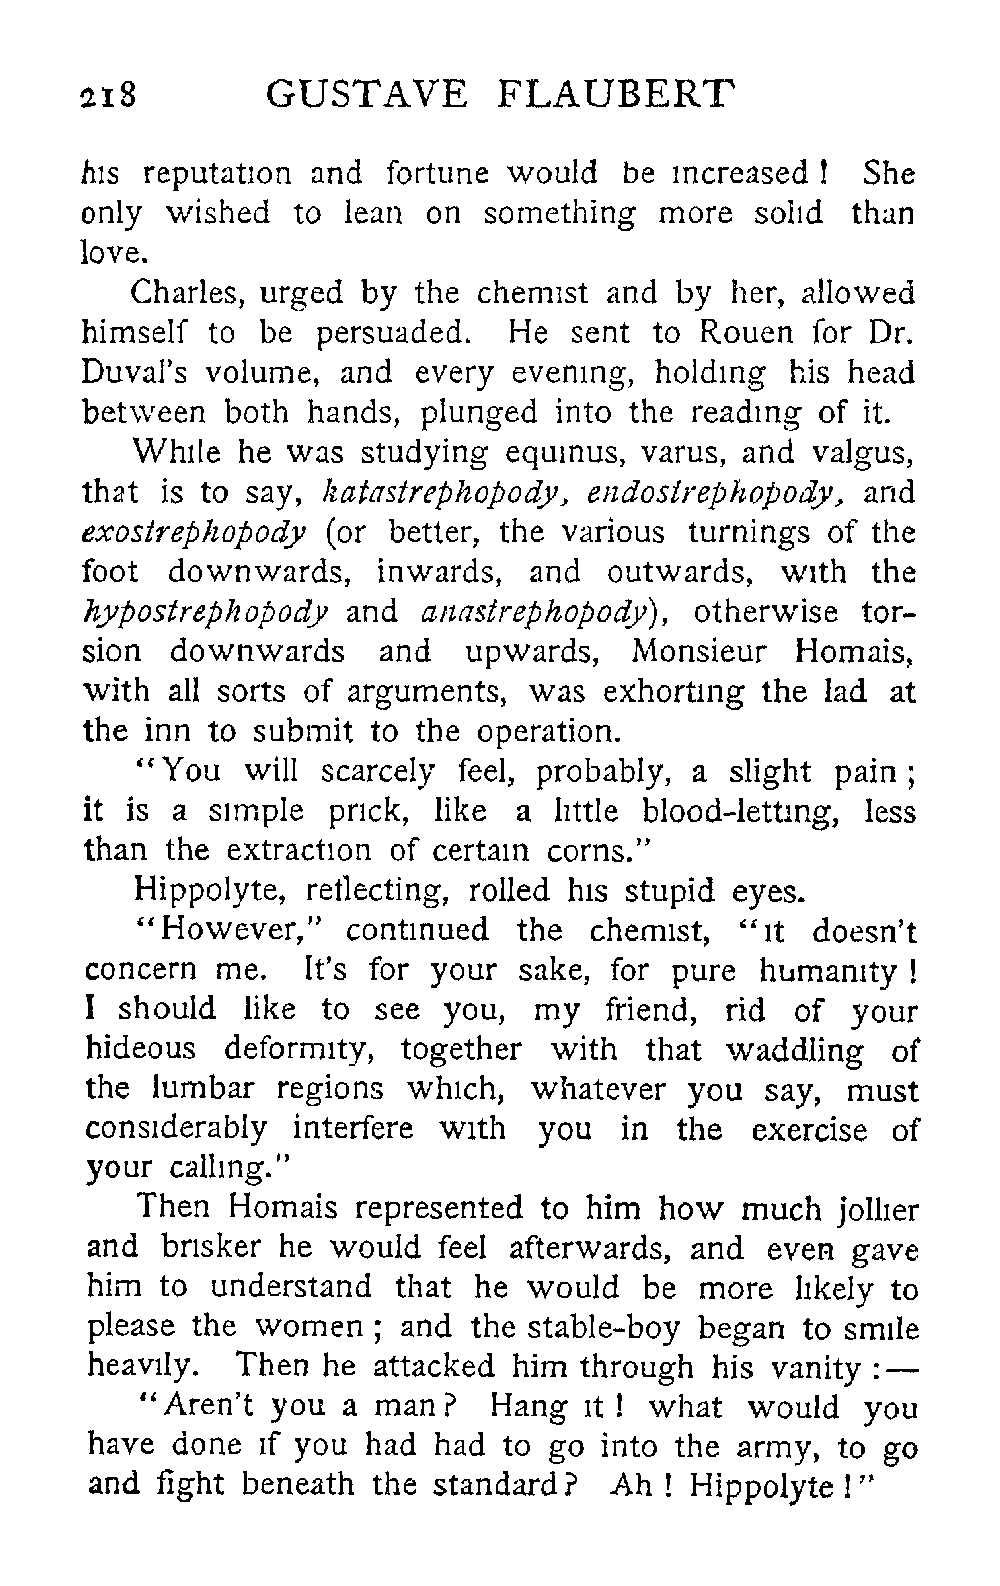 218 GUSTAVE FLAUBERT
his reputation and fortune would be increased ! She
only wished to lean on something more solid than
love.
Charles, urged by the chemist and by her, allowed
himself to be persuaded. He sent to Rouen for Dr.
Duval's volume, and every evening, holding his head
between both hands, plunged into the reading of it.
While he was studying equinus, varus, and valgus,
that is to say, katastrephopody, endostrephopody, and
exostrephopody (or better, the various turnings of the
foot downwards, inwards, and outwards, with the
hypostrephopody and anastrephopody), otherwise tor-
sion downwards and upwards, Monsieur Homais,
with all sorts of arguments, was exhorting the lad at
the inn to submit to the operation.
"You will scarcely feel, probably, a slight pain ;
it is a simple prick, like a little blood-letting, less
than the extraction of certain corns."
Hippolyte, reflecting, rolled his stupid eyes.
"However," continued the chemist, "it doesn't
concern me. It's for your sake, for pure humanity !
I should like to see you, my friend, rid of your
hideous deformity, together with that waddling of
the lumbar regions which, whatever you say, must
considerably interfere with you in the exercise of
your calling."
Then Homais represented to him how much jollier
and brisker he would feel afterwards, and even gave
him to understand that he would be more likely to
please the women ; and the stable-boy began to smile
heavily. Then he attacked him through his vanity :—
"Aren't you a man ? Hang it ! what would you
have done if you had had to go into the army, to go
and fight beneath the standard ? Ah ! Hippolyte !"